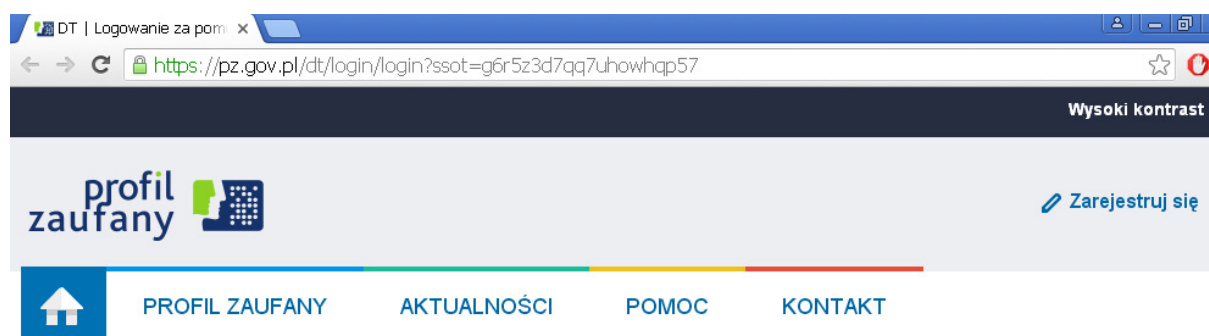 DT | Logowanie za pom
https://pz.gov.pl/dt/login/login?ssot=g6r5z3d7qq7uhowhqp57
Wysoki kontrast
profil
zaufany
Zarejestruj się
PROFIL ZAUFANY AKTUALNOŚCI POMOC KONTAKT